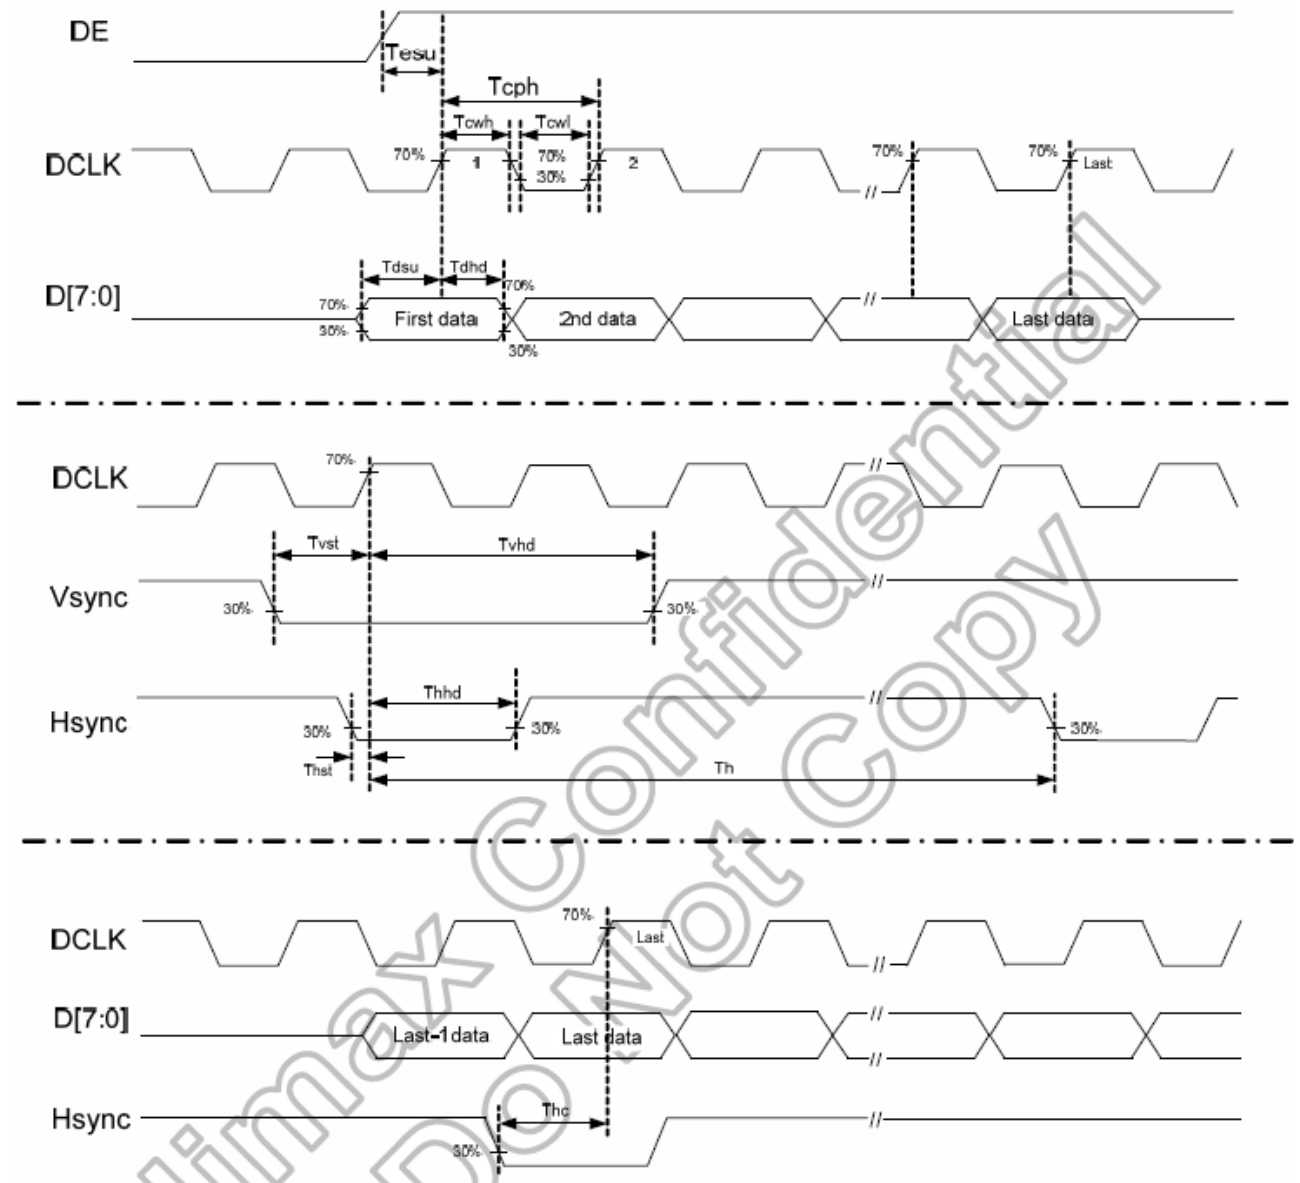 DE
Tesu
Tcph
Tcwh Tcwl
DCLK 70% 1 70% 2 70% 70% Last
30%
Tdsu Tdhd
D[7:0] 70% 70%
First data 2nd data Last data
30% 30%
DCLK 70%
Tvst Tvhd
Vsync 30% 30%
Thhd
Hsync 30% 30% 30%
Thst Th
DCLK 70% Last
D[7:0] Last-1data Last data
Hsync Thc
30%
Himax Confidential
Do Not Copy